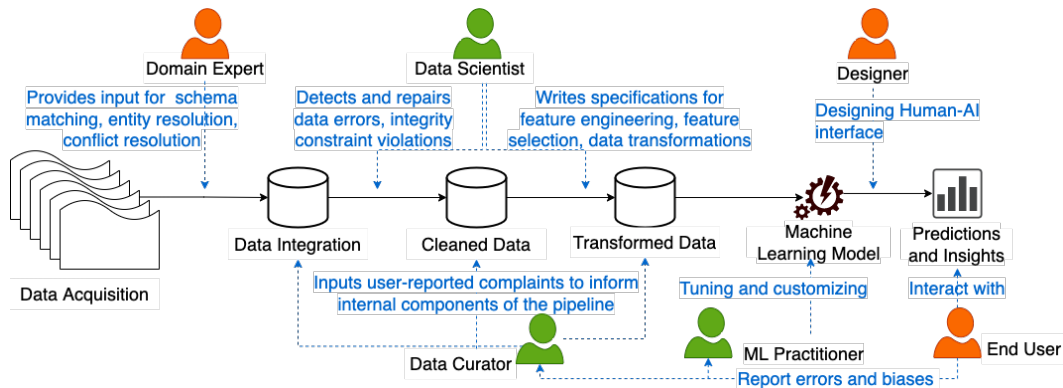 Domain Expert
Data Scientist
Designer
Provides input for schema
matching, entity resolution,
conflict resolution
Detects and repairs
data errors, integrity
constraint violations
Writes specifications for
feature engineering, feature
selection, data transformations
Designing Human-AI
interface
Data Acquisition
Data Integration
Cleaned Data
Transformed Data
Machine
Learning Model
Predictions
and Insights
Inputs user-reported complaints to inform
internal components of the pipeline
Tuning and customizing
Interact with
Data Curator
ML Practitioner
End User
Report errors and biases